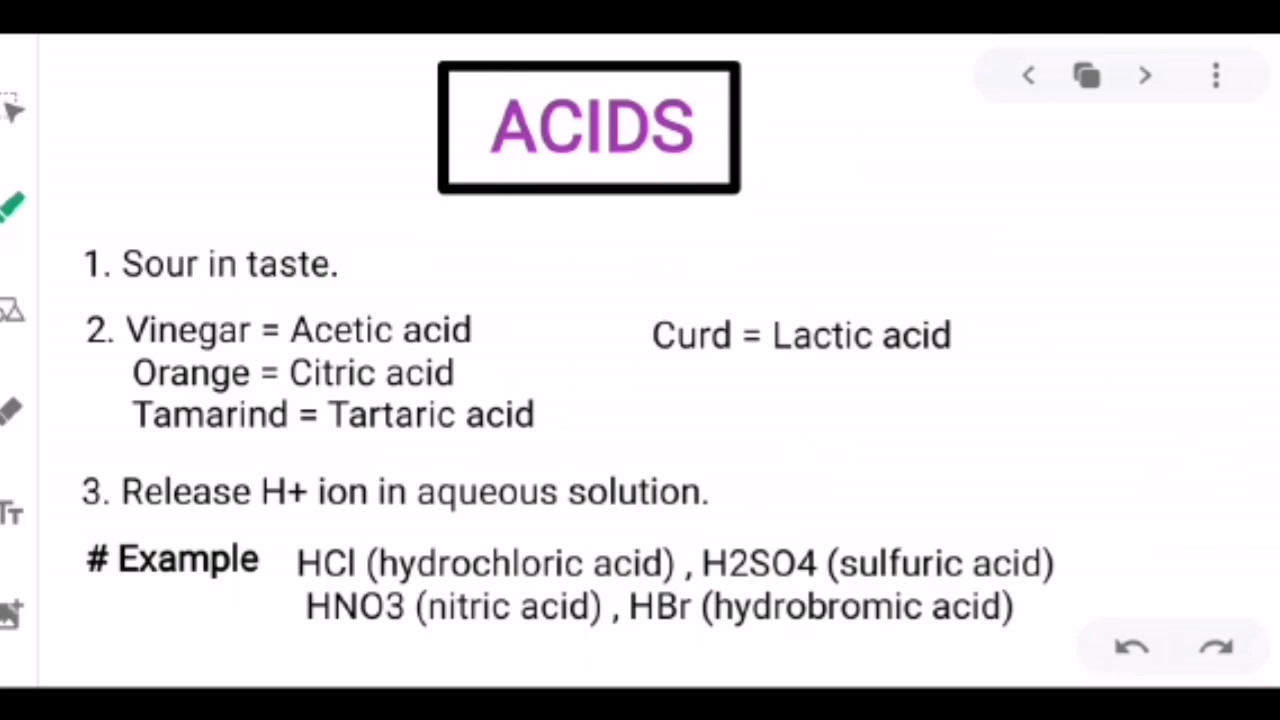 ACIDS
1. Sour in taste.
2. Vinegar = Acetic acid
Curd = Lactic acid
Orange = Citric acid
Tamarind = Tartaric acid
3. Release H+ ion in aqueous solution.
# Example HCl (hydrochloric acid) , H2SO4 (sulfuric acid)
HNO3 (nitric acid) , HBr (hydrobromic acid)